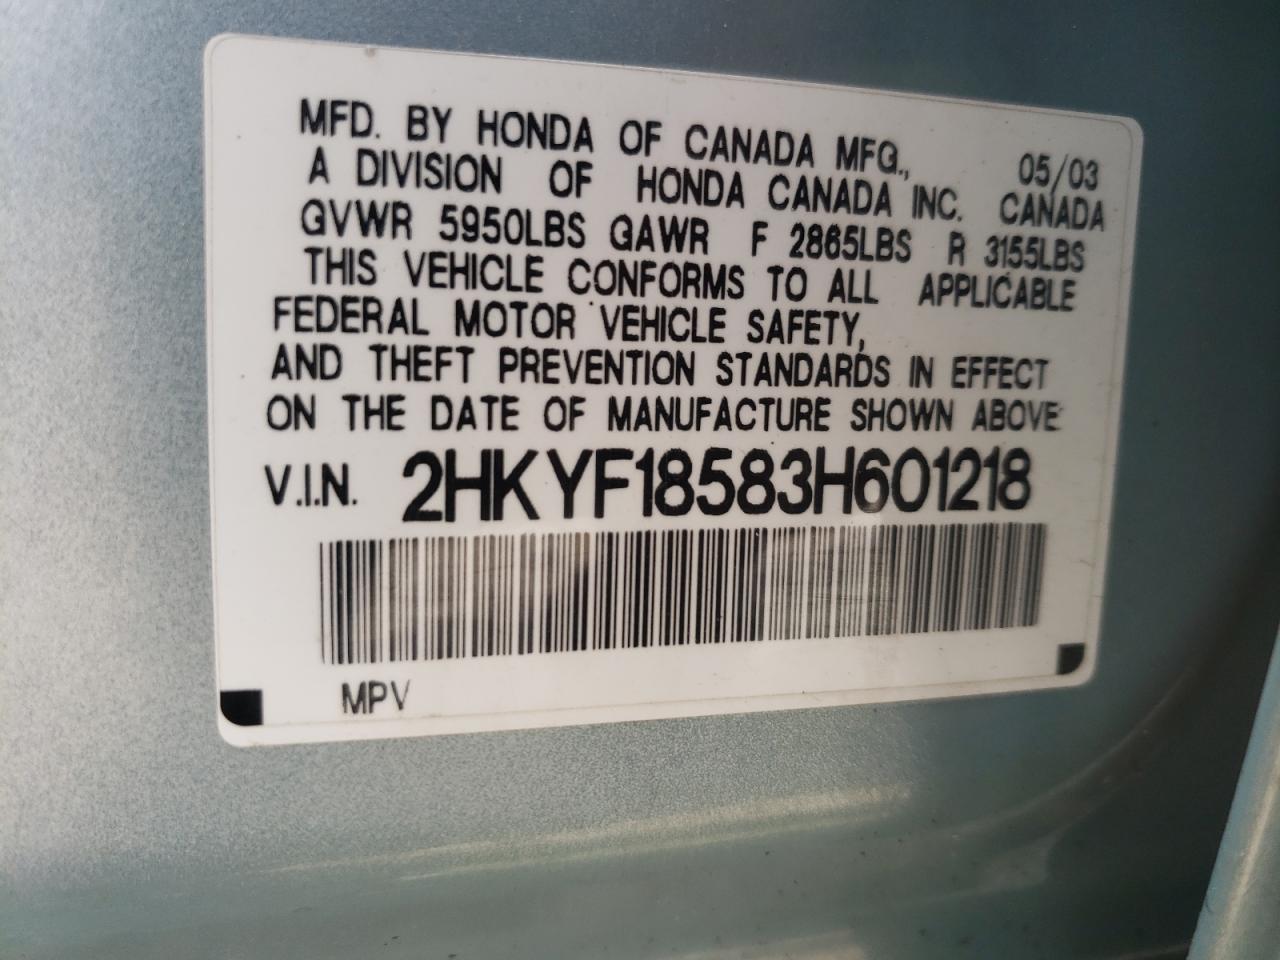 MFD. BY HONDA OF CANADA MFG., 05/03
A DIVISION OF HONDA CANADA INC. CANADA
GVWR 5950LBS GAWR F 2865LBS R 3155LBS
THIS VEHICLE CONFORMS TO ALL APPLICABLE
FEDERAL MOTOR VEHICLE SAFETY,
AND THEFT PREVENTION STANDARDS IN EFFECT
ON THE DATE OF MANUFACTURE SHOWN ABOVE
V.I.N. 2HKYF18583H601218
MPV